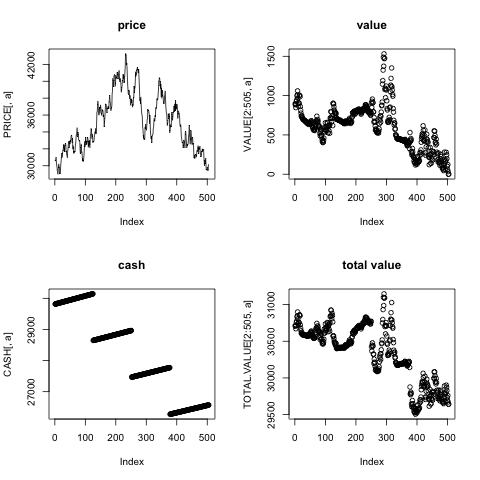 price
PRICE[, a]
30000 36000 42000
0 100 200 300 400 500
Index
value
VALUE[2:505, a]
0 500 1000 1500
0 100 200 300 400 500
Index
cash
CASH[, a]
27000 29000
0 100 200 300 400 500
Index
total value
TOTAL.VALUE[2:505, a]
29500 30000 30500 31000
0 100 200 300 400 500
Index